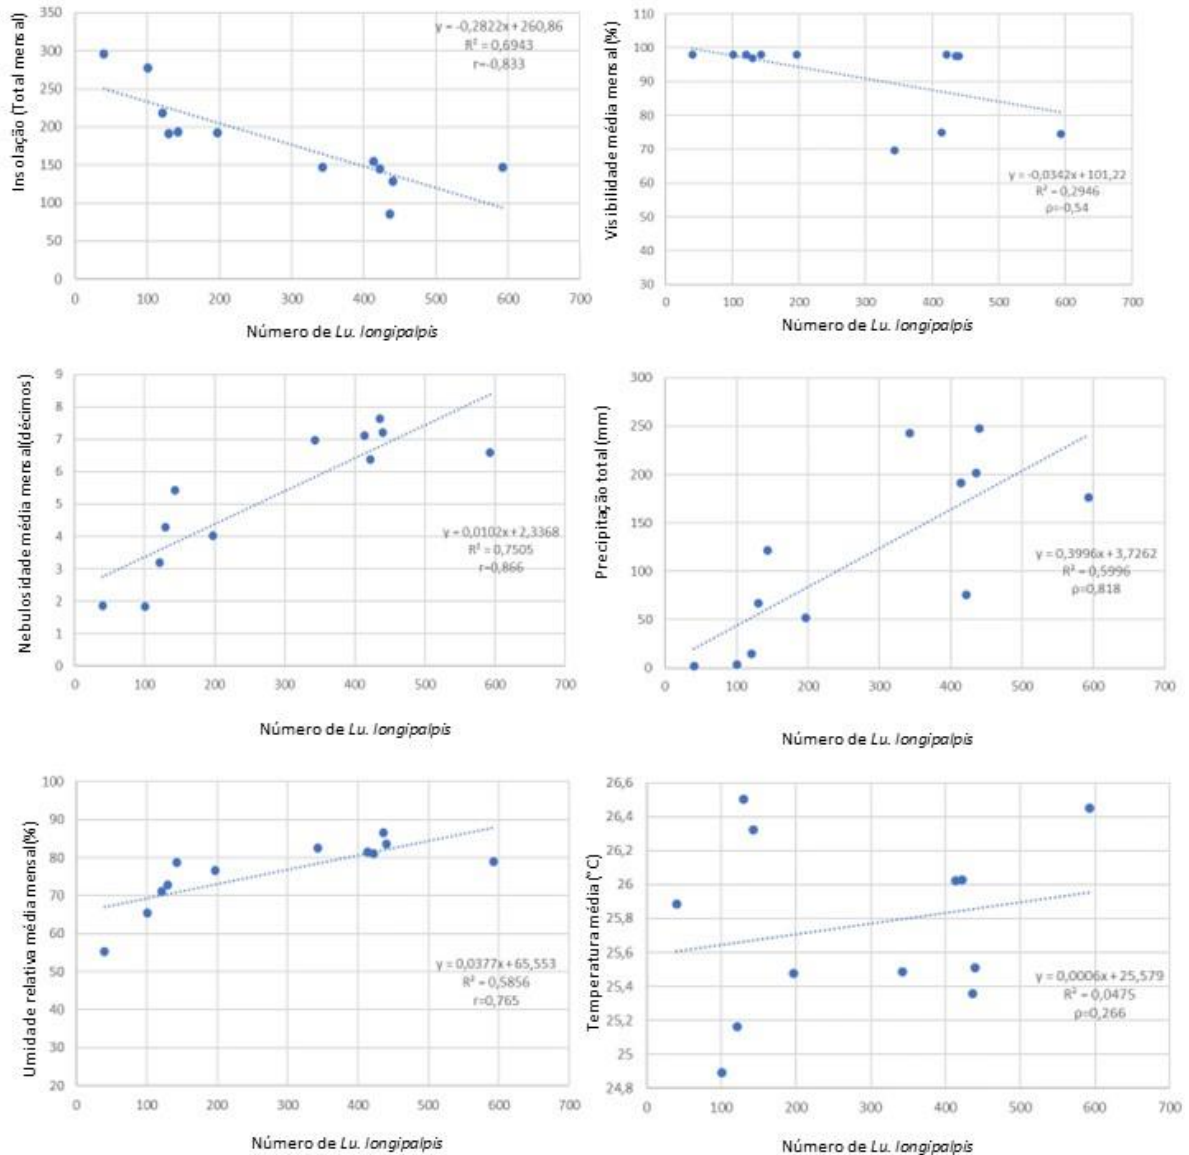 Insolação (Total mensal)
350
300
250
200
150
100
50
0
y = -0,2822x + 260,86
R² = 0,6943
r=-0,833
0 100 200 300 400 500 600 700
Número de Lu. longipalpis
Visibilidade média mensal (%)
110
100
90
80
70
60
50
40
30
y = -0,0342x + 101,22
R² = 0,2946
ρ=-0,54
0 100 200 300 400 500 600 700
Número de Lu. longipalpis
Nebulosidade média mensal(décimos)
9
8
7
6
5
4
3
2
1
0
y = 0,0102x + 2,3368
R² = 0,7505
r=0,866
0 100 200 300 400 500 600 700
Número de Lu. longipalpis
Precipitação total (mm)
300
250
200
150
100
50
0
y = 0,3996x + 3,7262
R² = 0,5996
ρ=0,818
0 100 200 300 400 500 600 700
Número de Lu. longipalpis
Umidade relativa média mensal(%)
100
90
80
70
60
50
40
30
20
y = 0,0377x + 65,553
R² = 0,5856
r=0,765
0 100 200 300 400 500 600 700
Número de Lu. longipalpis
Temperatura média (°C)
26,6
26,4
26,2
26
25,8
25,6
25,4
25,2
25
24,8
y = 0,0006x + 25,579
R² = 0,0475
ρ=0,266
0 100 200 300 400 500 600 700
Número de Lu. longipalpis